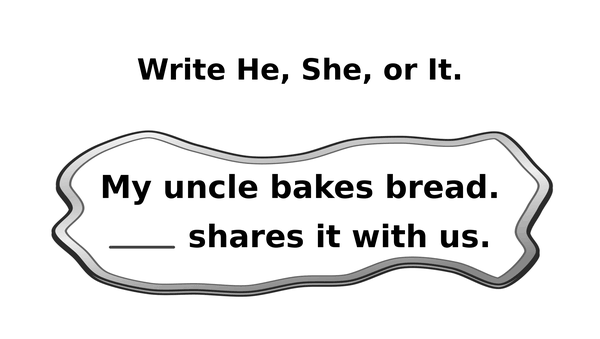 Write He, She, or It.
My uncle bakes bread.
____ shares it with us.